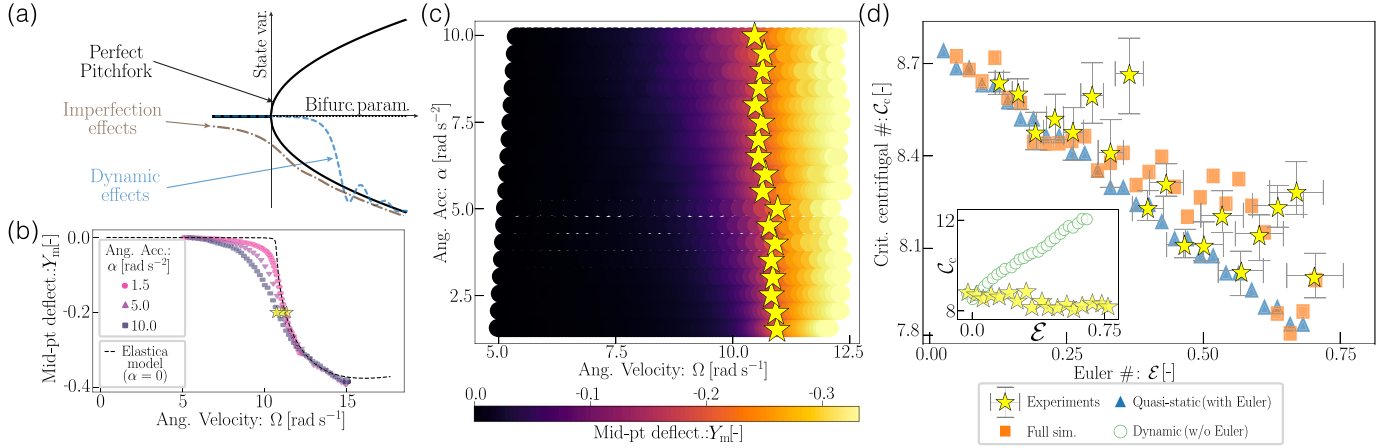 (a)
State var.
Perfect
Pitchfork
Bifurc. param.
Imperfection
effects
Dynamic
effects
(b)
Mid-pt deflect.:Yₘ[-]
0.0
-0.2
-0.4
Ang. Acc.:
α [rad s⁻²]
1.5
5.0
10.0
Elastica
model
(α = 0)
0
5
10
15
Ang. Velocity: Ω [rad s⁻¹]
(c)
Ang. Acc: α [rad s⁻²]
10.0
7.5
5.0
2.5
5.0
7.5
10.0
12.5
Ang. Velocity: Ω [rad s⁻¹]
0.0
-0.1
-0.2
-0.3
Mid-pt deflect.:Yₘ[-]
(d)
Crit. centrifugal #: 𝒞_c [-]
8.7
8.4
8.1
7.8
12
𝒞_c
8
0.0
ℰ
0.75
0.00
0.25
0.50
0.75
Euler #: ℰ [-]
Experiments
Quasi-static (with Euler)
Full sim.
Dynamic (w/o Euler)